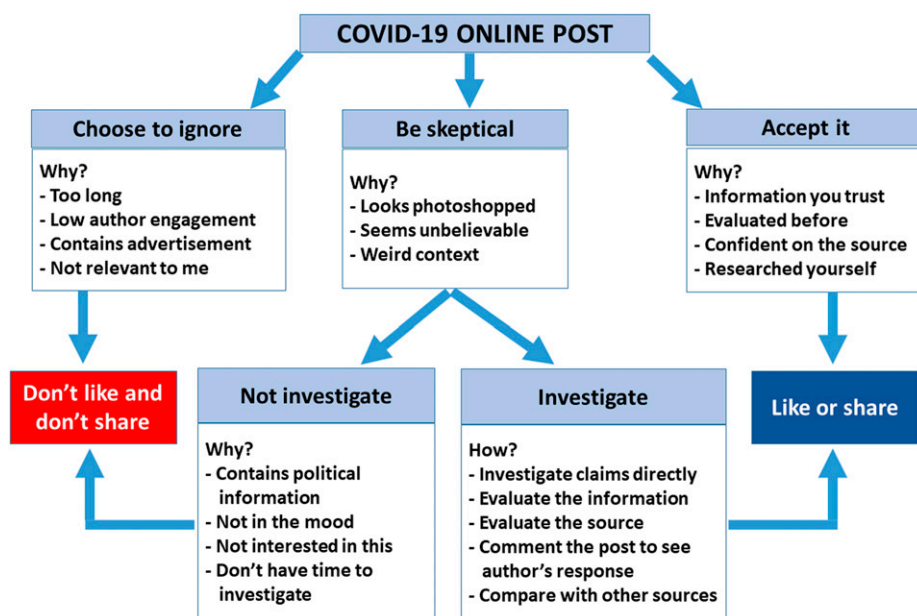 COVID-19 ONLINE POST
Choose to ignore
Why?
- Too long
- Low author engagement
- Contains advertisement
- Not relevant to me
Be skeptical
Why?
- Looks photoshopped
- Seems unbelievable
- Weird context
Accept it
Why?
- Information you trust
- Evaluated before
- Confident on the source
- Researched yourself
Don't like and
don't share
Not investigate
Why?
- Contains political
information
- Not in the mood
- Not interested in this
- Don't have time to
investigate
Investigate
How?
- Investigate claims directly
- Evaluate the information
- Evaluate the source
- Comment the post to see
author's response
- Compare with other sources
Like or share